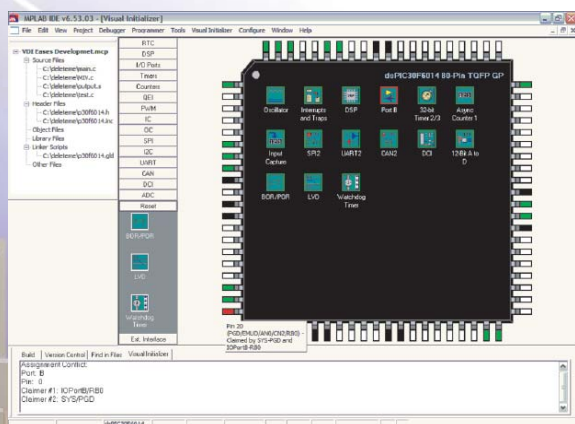 MPLAB IDE v6.53.03 - [Visual Initializer]
File Edit View Project Debugger Programmer Tools Visual Initializer Configure Window Help
VDI Eases Development.mcp
Source Files
C:\deleteme\main.c
C:\deleteme\output.s
C:\deleteme\test.c
Header Files
C:\deleteme\p30f6014.h
C:\deleteme\p30f6014.inc
Object Files
Library Files
Linker Scripts
C:\deleteme\p30f6014.gld
Other Files
RTC
DSP
I/O Ports
Timers
Counters
QEI
PWM
IC
OC
SPI
I2C
UART
CAN
DCI
ADC
Reset
BOR/POR
LVD
Watchdog
Timer
Ext. Interface
dsPIC30F6014 80-Pin TQFP GP
Oscillator
Interrupts
and Traps
DSP
Port B
32-bit
Timer 2/3
Async
Counter 1
Input
Capture
SPI2
UART2
CAN2
DCI
12-Bit A to
D
BOR/POR
LVD
Watchdog
Timer
Pin 20
(PGD/EMUD/AN0/CN2/RB0) -
Claimed by SYS-PGD and
IOPortB-RB0
Build Version Control Find in Files Visual Initializer
Assignment Conflict:
Port: B
Pin: 0
Claimer #1: IOPortB/RB0
Claimer #2: SYS/PGD